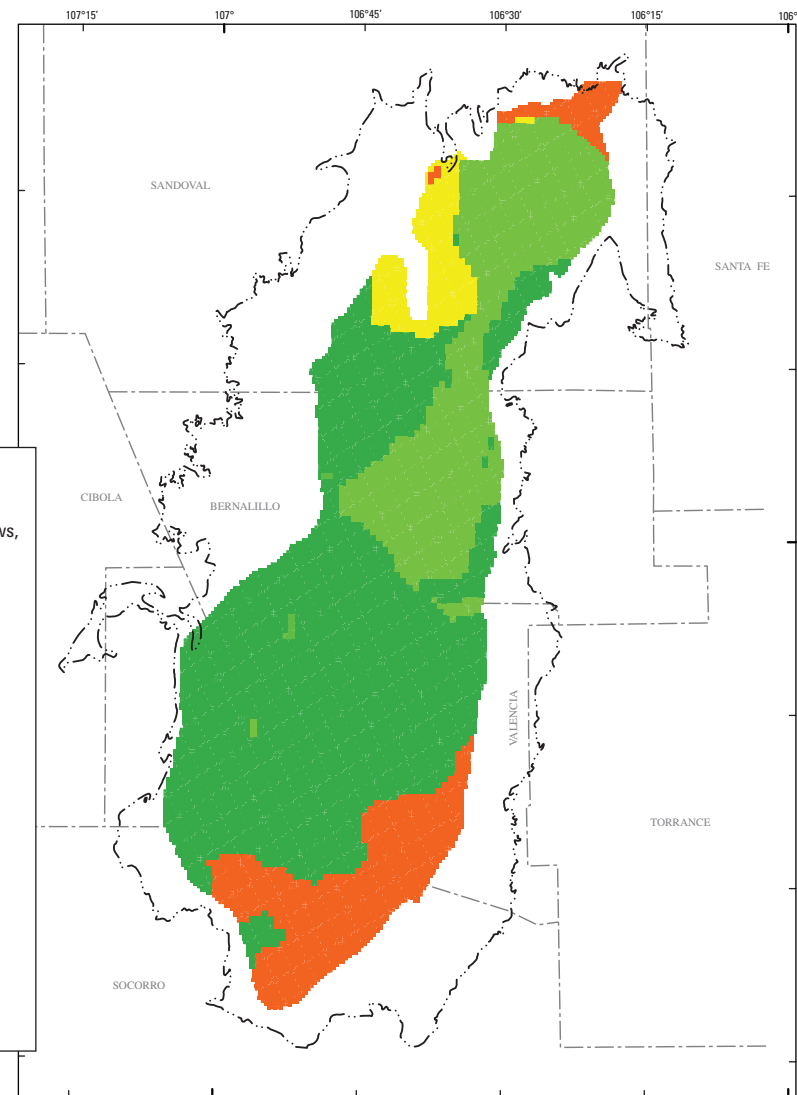 107°15'
107°
106°45'
106°30'
106°15'
106°
SANDOVAL
SANTA FE
CIBOLA
BERNALILLO
VALENCIA
TORRANCE
SOCORRO